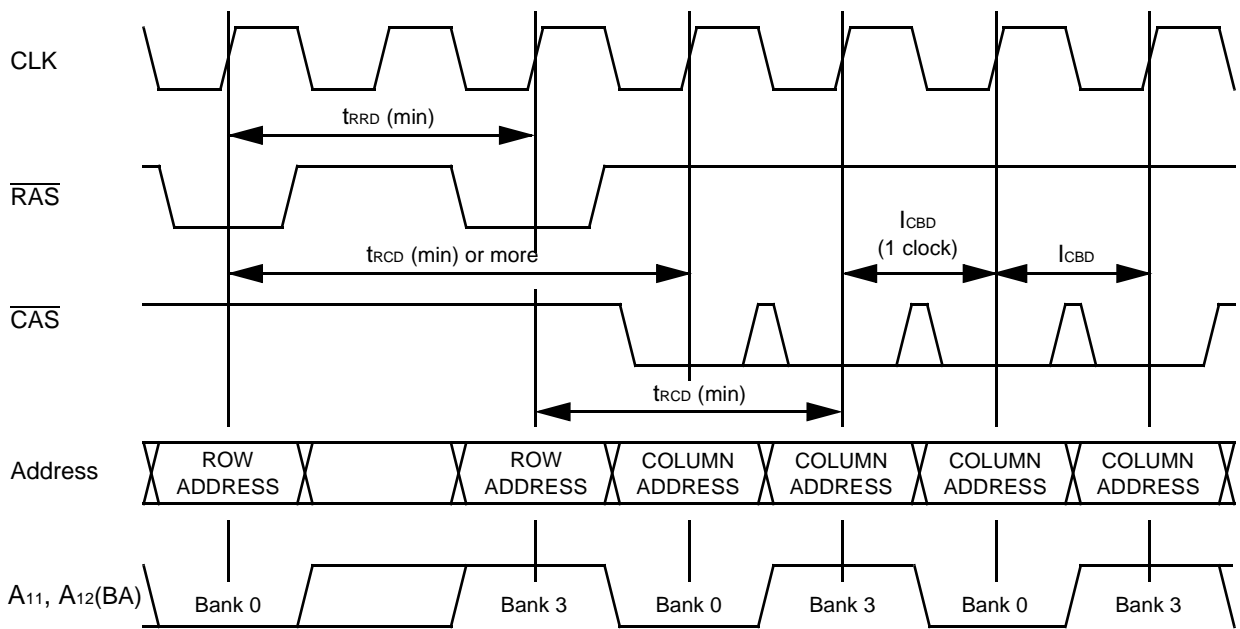 CLK
tRRD (min)
RAS
tRCD (min) or more
ICBD
(1 clock)
ICBD
CAS
tRCD (min)
Address
ROW
ADDRESS
ROW
ADDRESS
COLUMN
ADDRESS
COLUMN
ADDRESS
COLUMN
ADDRESS
COLUMN
ADDRESS
A11, A12(BA)
Bank 0
Bank 3
Bank 0
Bank 3
Bank 0
Bank 3